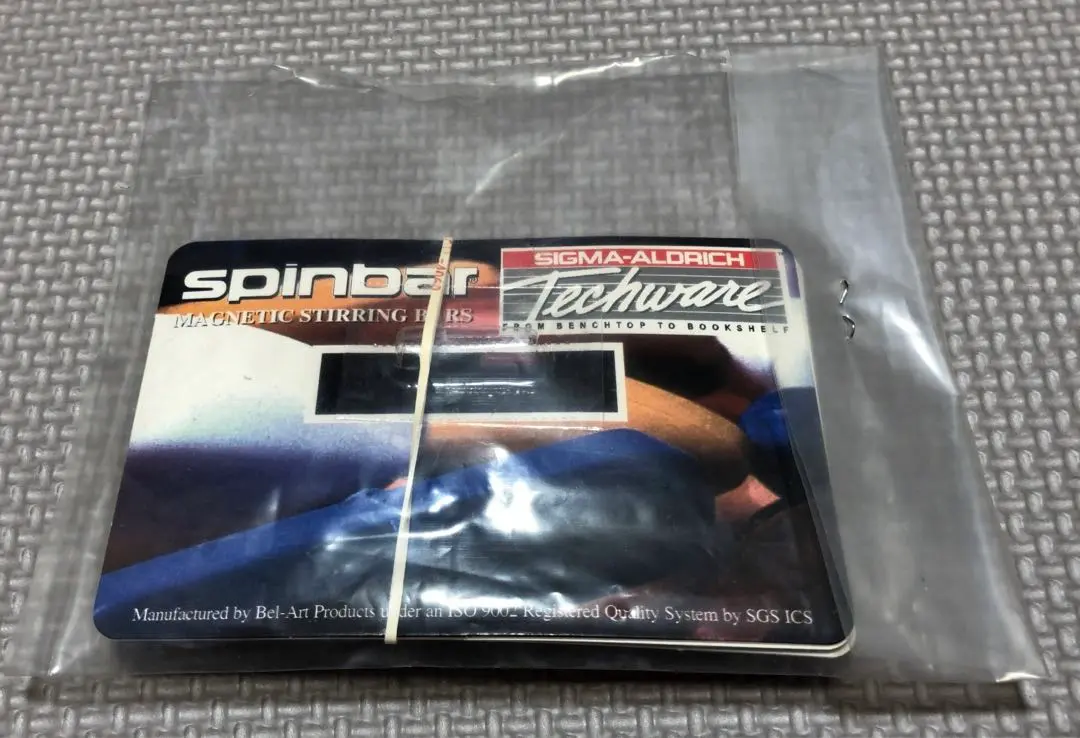 spinbar
MAGNETIC STIRRING BARS
SIGMA-ALDRICH
Techware
FROM BENCHTOP TO BOOKSHELF
Manufactured by Bel-Art Products under an ISO 9002 Registered Quality System by SGS ICS